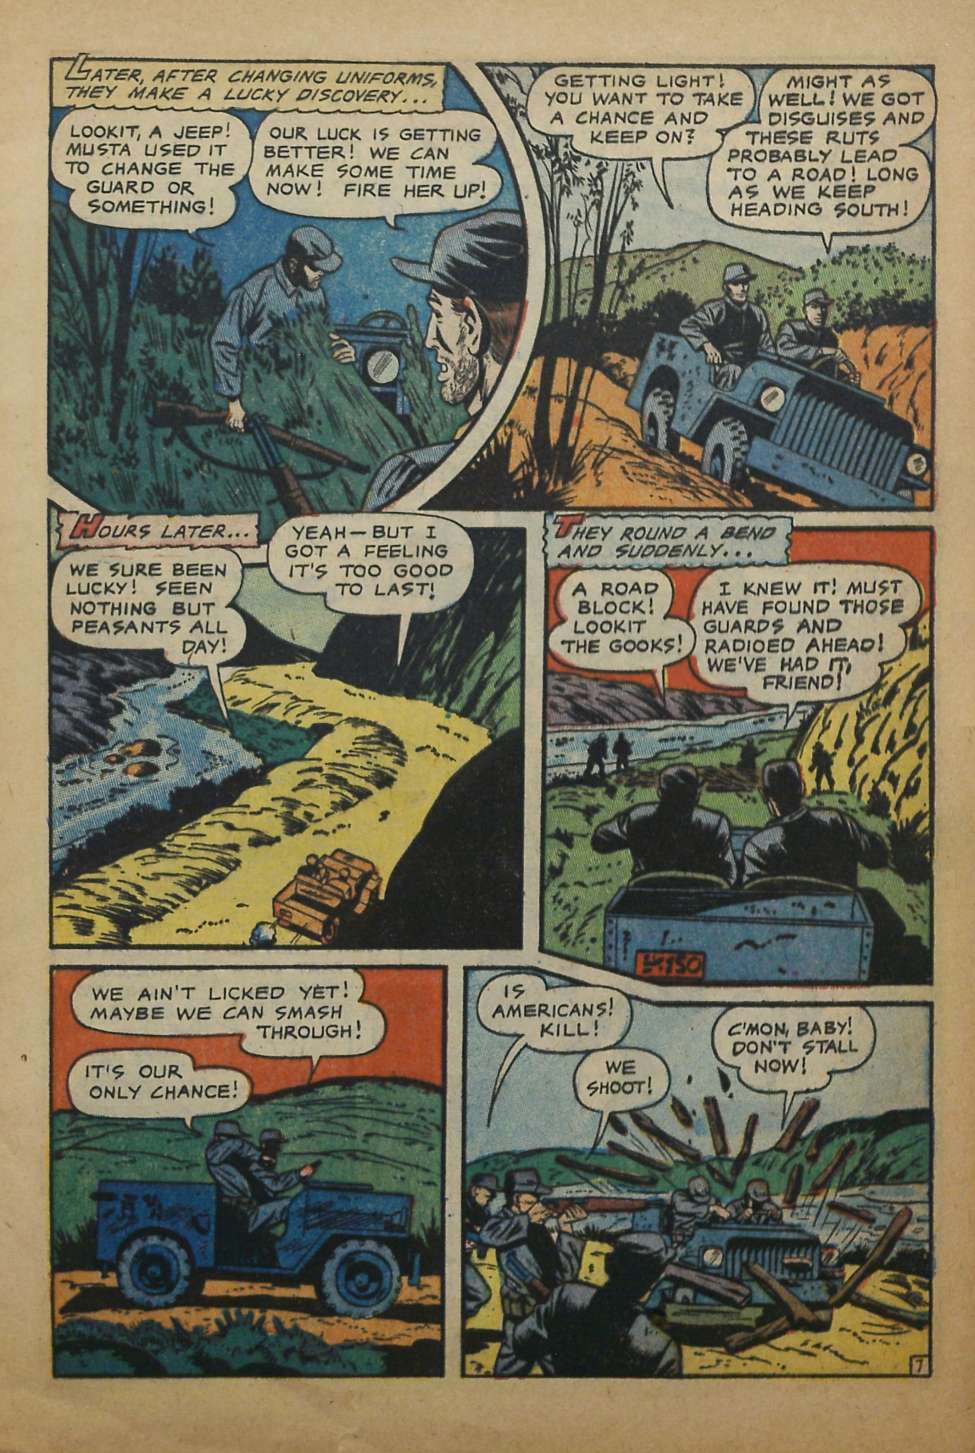 LATER, AFTER CHANGING UNIFORMS,
THEY MAKE A LUCKY DISCOVERY...
LOOKIT, A JEEP!
MUSTA USED IT
TO CHANGE THE
GUARD OR
SOMETHING!
OUR LUCK IS GETTING
BETTER! WE CAN
MAKE SOME TIME
NOW! FIRE HER UP!
GETTING LIGHT!
YOU WANT TO TAKE
A CHANCE AND
KEEP ON?
MIGHT AS
WELL! WE GOT
DISGUISES AND
THESE RUTS
PROBABLY LEAD
TO A ROAD! LONG
AS WE KEEP
HEADING SOUTH!
HOURS LATER...
WE SURE BEEN
LUCKY! SEEN
NOTHING BUT
PEASANTS ALL
DAY!
YEAH-BUT I
GOT A FEELING
IT'S TOO GOOD
TO LAST!
THEY ROUND A BEND
AND SUDDENLY...
A ROAD
BLOCK!
LOOKIT
THE GOOKS!
I KNEW IT! MUST
HAVE FOUND THOSE
GUARDS AND
RADIOED AHEAD!
WE'VE HAD IT,
FRIEND!
WE AIN'T LICKED YET!
MAYBE WE CAN SMASH
THROUGH!
IT'S OUR
ONLY CHANCE!
IS
AMERICANS!
KILL!
WE
SHOOT!
C'MON, BABY!
DON'T STALL
NOW!
7